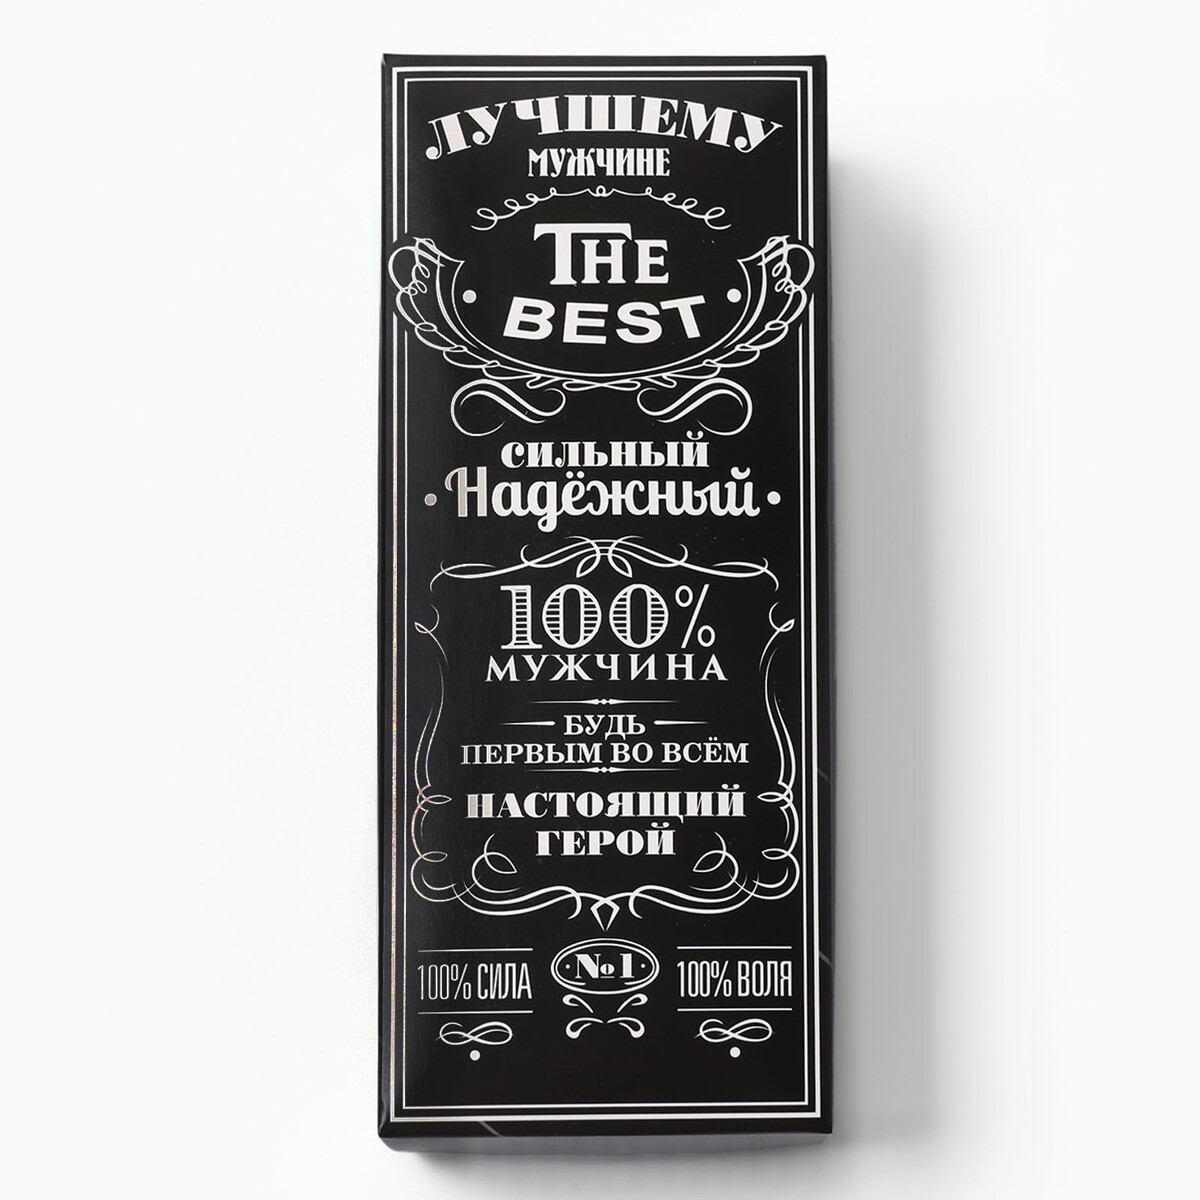 ЛУЧШЕМУ
МУЖЧИНЕ
THE
BEST
СИЛЬНЫЙ
Надёжный
100%
МУЖЧИНА
БУДЬ
ПЕРВЫМ ВО ВСЁМ
НАСТОЯЩИЙ
ГЕРОЙ
100% СИЛА
№1
100% ВОЛЯ